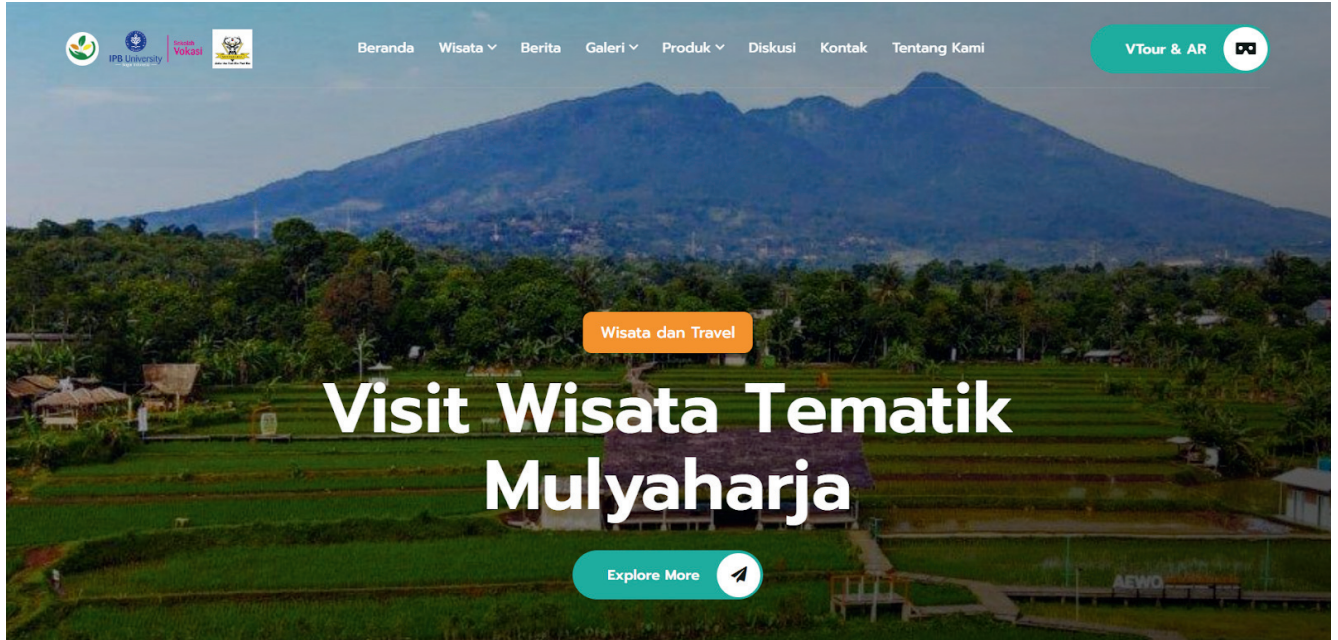 IPB University
Sekolah
Vokasi
Beranda Wisata Berita Galeri Produk Diskusi Kontak Tentang Kami
VTour & AR
Wisata dan Travel
Visit Wisata Tematik
Mulyaharja
Explore More
AEWO